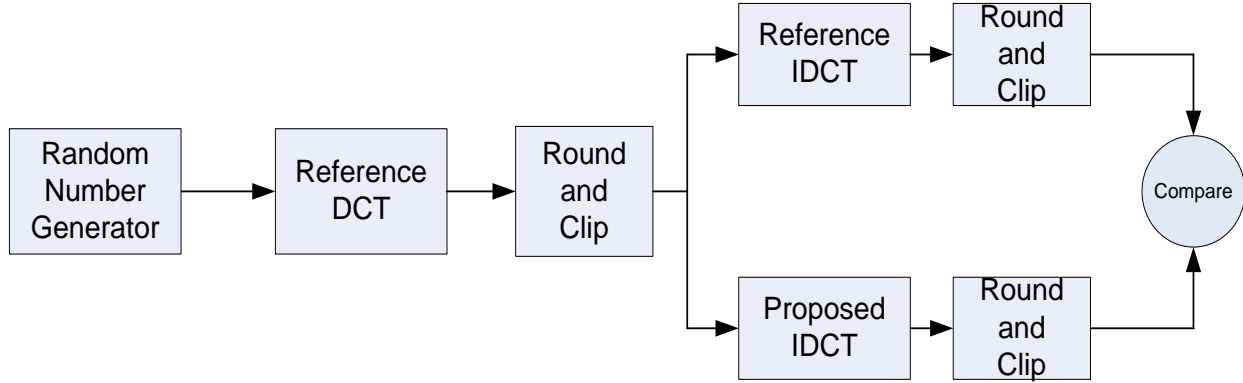 Random
Number
Generator
Reference
DCT
Round
and
Clip
Reference
IDCT
Round
and
Clip
Proposed
IDCT
Round
and
Clip
Compare